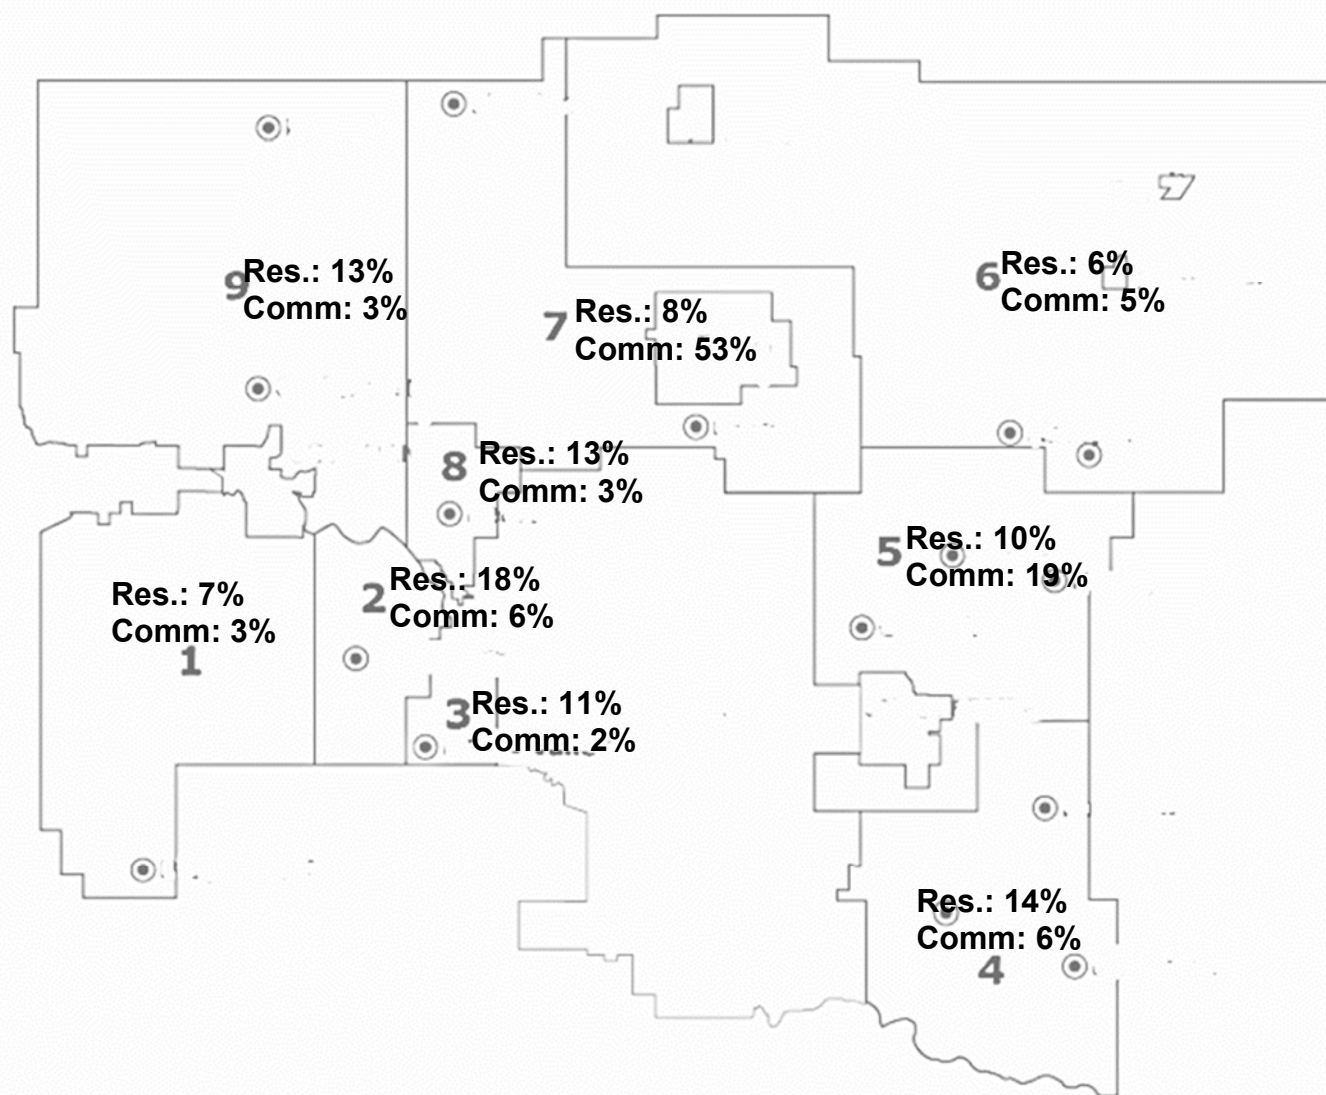 9
Res.: 13%
Comm: 3%
6
Res.: 6%
Comm: 5%
7
Res.: 8%
Comm: 53%
8
Res.: 13%
Comm: 3%
5
Res.: 10%
Comm: 19%
2
Res.: 18%
Comm: 6%
Res.: 7%
Comm: 3%
1
3
Res.: 11%
Comm: 2%
Res.: 14%
Comm: 6%
4